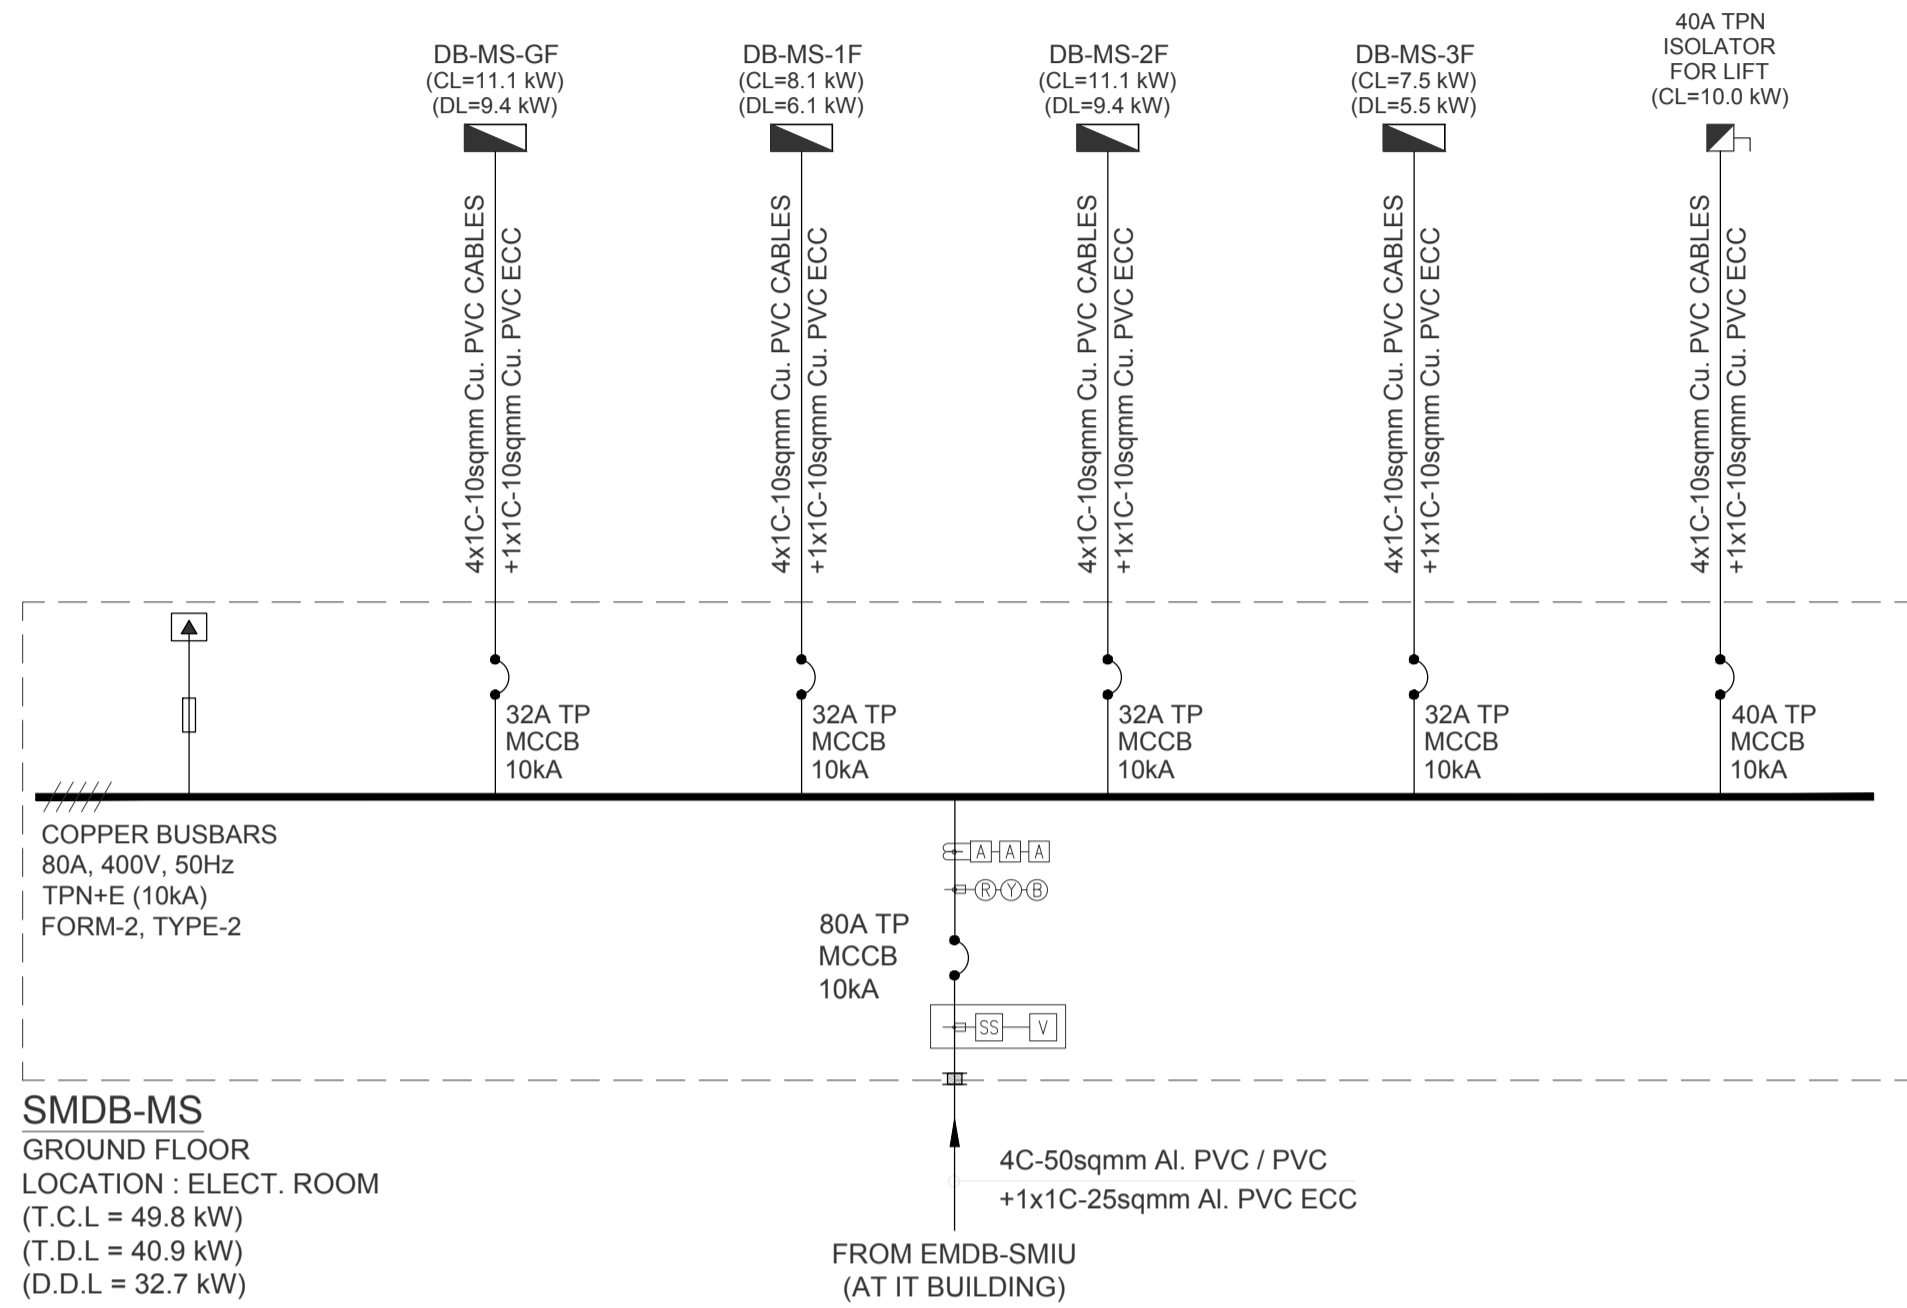 DB-MS-GF
(CL=11.1 kW)
(DL=9.4 kW)
DB-MS-1F
(CL=8.1 kW)
(DL=6.1 kW)
DB-MS-2F
(CL=11.1 kW)
(DL=9.4 kW)
DB-MS-3F
(CL=7.5 kW)
(DL=5.5 kW)
40A TPN
ISOLATOR
FOR LIFT
(CL=10.0 kW)
4x1C-10sqmm Cu. PVC CABLES
+1x1C-10sqmm Cu. PVC ECC
4x1C-10sqmm Cu. PVC CABLES
+1x1C-10sqmm Cu. PVC ECC
4x1C-10sqmm Cu. PVC CABLES
+1x1C-10sqmm Cu. PVC ECC
4x1C-10sqmm Cu. PVC CABLES
+1x1C-10sqmm Cu. PVC ECC
4x1C-10sqmm Cu. PVC CABLES
+1x1C-10sqmm Cu. PVC ECC
32A TP
MCCB
10kA
32A TP
MCCB
10kA
32A TP
MCCB
10kA
32A TP
MCCB
10kA
40A TP
MCCB
10kA
COPPER BUSBARS
80A, 400V, 50Hz
TPN+E (10kA)
FORM-2, TYPE-2
A A A
R Y B
80A TP
MCCB
10kA
SS V
SMDB-MS
GROUND FLOOR
LOCATION : ELECT. ROOM
(T.C.L = 49.8 kW)
(T.D.L = 40.9 kW)
(D.D.L = 32.7 kW)
4C-50sqmm Al. PVC / PVC
+1x1C-25sqmm Al. PVC ECC
FROM EMDB-SMIU
(AT IT BUILDING)